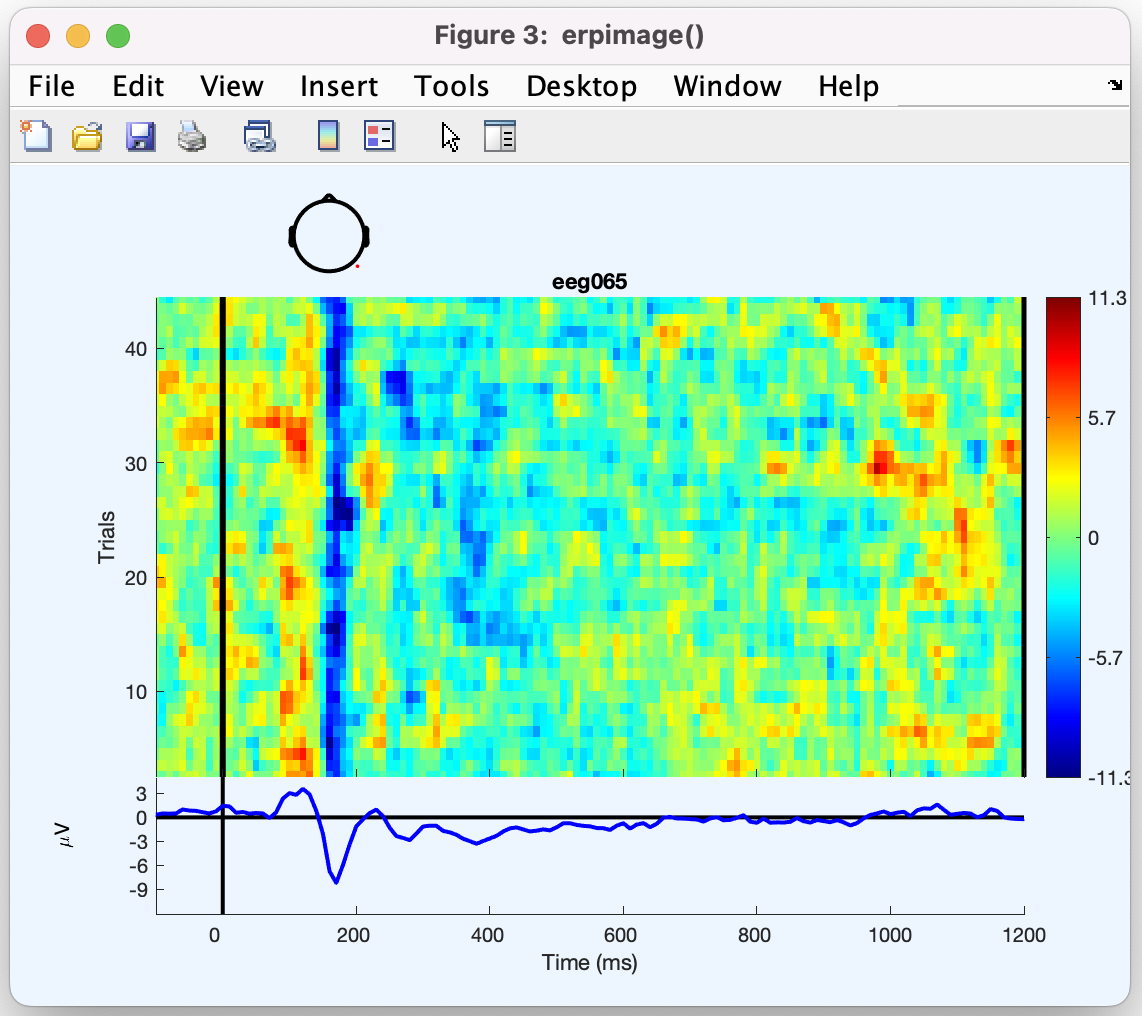 Figure 3:  erpimage()
File Edit View Insert Tools Desktop Window Help
eeg065
Trials
40
30
20
10
11.3
5.7
0
-5.7
-11.3
μV
3
0
-3
-6
-9
0 200 400 600 800 1000 1200
Time (ms)